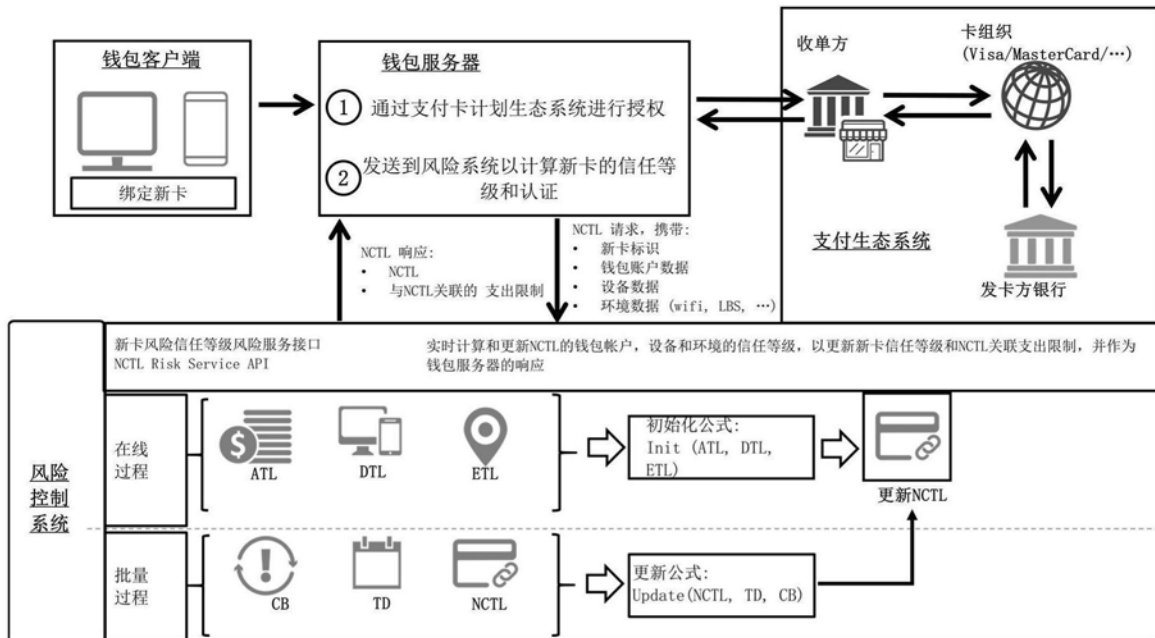 钱包客户端
绑定新卡
钱包服务器
1
通过支付卡计划生态系统进行授权
2
发送到风险系统以计算新卡的信任等
级和认证
收单方
卡组织
(Visa/MasterCard/…)
支付生态系统
发卡方银行
NCTL 响应:
• NCTL
• 与NCTL关联的 支出限制
NCTL 请求,携带:
• 新卡标识
• 钱包账户数据
• 设备数据
• 环境数据 (wifi, LBS, …)
风险
控制
系统
新卡风险信任等级风险服务接口
NCTL Risk Service API
实时计算和更新NCTL的钱包帐户,设备和环境的信任等级,以更新新卡信任等级和NCTL关联支出限制,并作为
钱包服务器的响应
在线
过程
$
ATL
DTL
ETL
初始化公式:
Init (ATL, DTL,
ETL)
更新NCTL
批量
过程
CB
TD
NCTL
更新公式:
Update(NCTL, TD, CB)